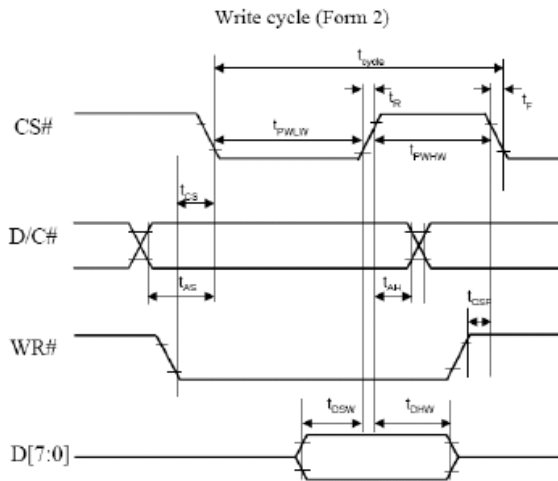 Write cycle (Form 2)
tcycle
tR
tF
CS#
tPWLW
tPWHW
tCS
D/C#
tAS
tAH
tCSF
WR#
tDSW
tDHW
D[7:0]